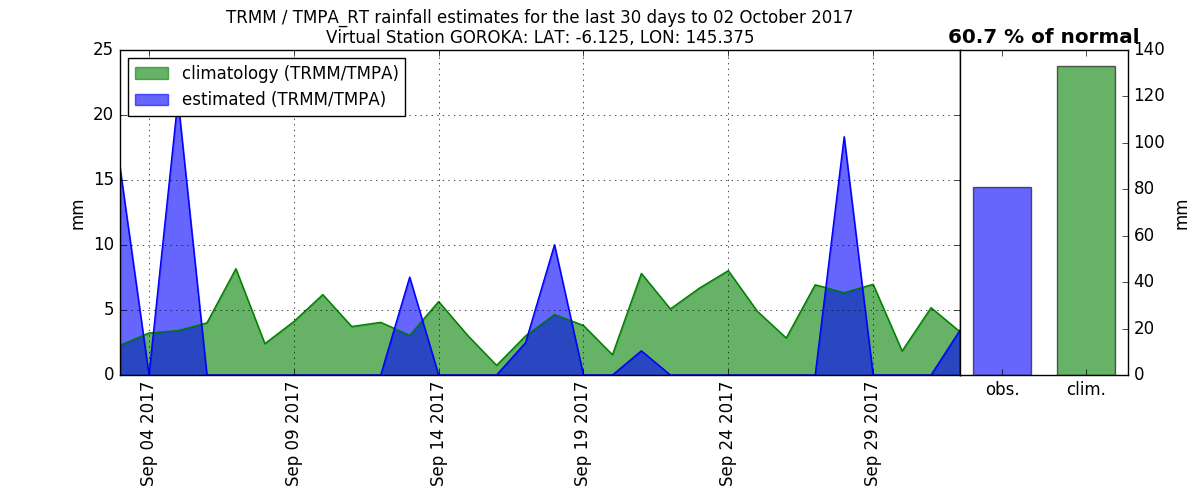 TRMM / TMPA_RT rainfall estimates for the last 30 days to 02 October 2017
Virtual Station GOROKA: LAT: -6.125, LON: 145.375
60.7 % of normal
climatology (TRMM/TMPA)
estimated (TRMM/TMPA)
25
20
15
10
5
0
mm
Sep 04 2017
Sep 09 2017
Sep 14 2017
Sep 19 2017
Sep 24 2017
Sep 29 2017
140
120
100
80
60
40
20
0
mm
obs.
clim.